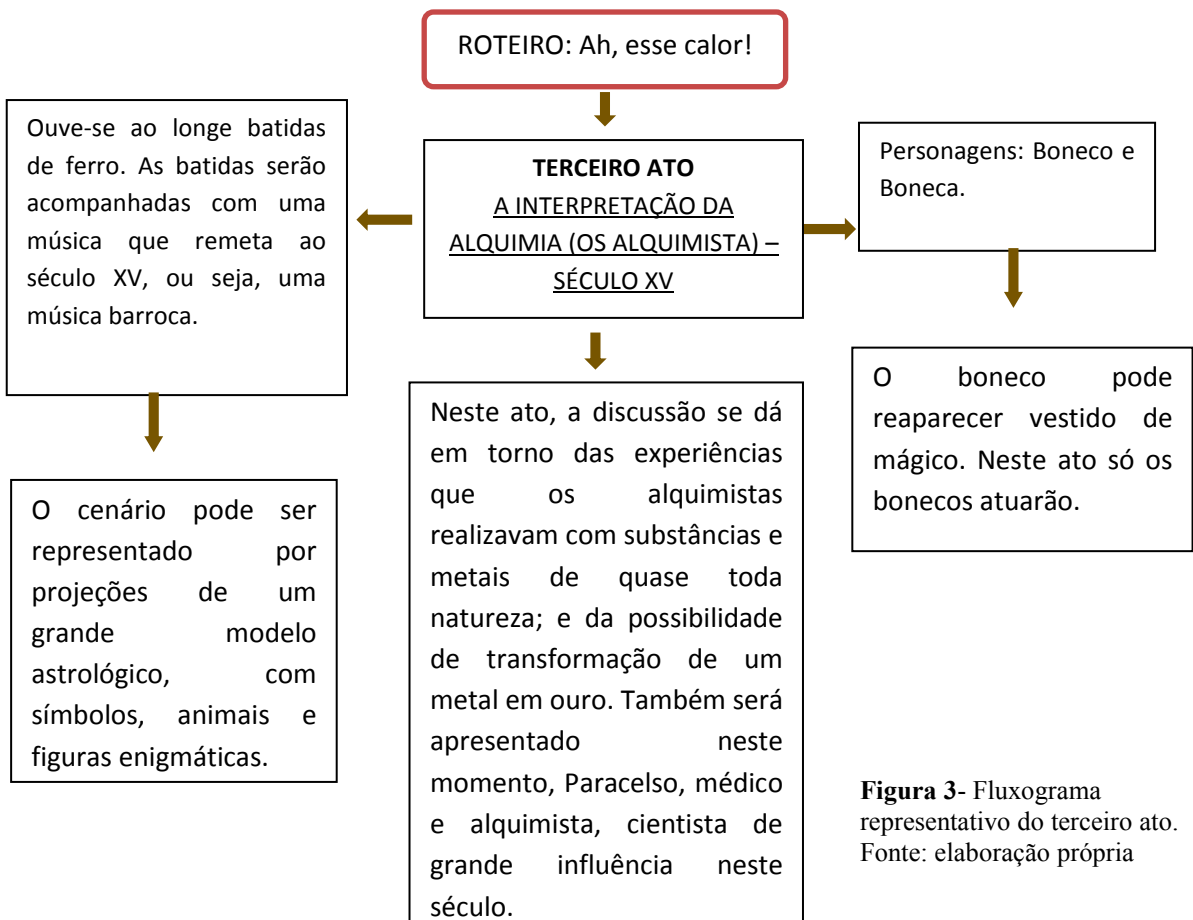 ROTEIRO: Ah, esse calor!
Ouve-se ao longe batidas
de ferro. As batidas serão
acompanhadas com uma
música que remeta ao
século XV, ou seja, uma
música barroca.
TERCEIRO ATO
A INTERPRETAÇÃO DA
ALQUIMIA (OS ALQUIMISTA) –
SÉCULO XV
Personagens: Boneco e
Boneca.
O cenário pode ser
representado por
projeções de um
grande modelo
astrológico, com
símbolos, animais e
figuras enigmáticas.
Neste ato, a discussão se dá
em torno das experiências
que os alquimistas
realizavam com substâncias e
metais de quase toda
natureza; e da possibilidade
de transformação de um
metal em ouro. Também será
apresentado neste
momento, Paracelso, médico
e alquimista, cientista de
grande influência neste
século.
O boneco pode
reaparecer vestido de
mágico. Neste ato só os
bonecos atuarão.
Figura 3- Fluxograma
representativo do terceiro ato.
Fonte: elaboração própria